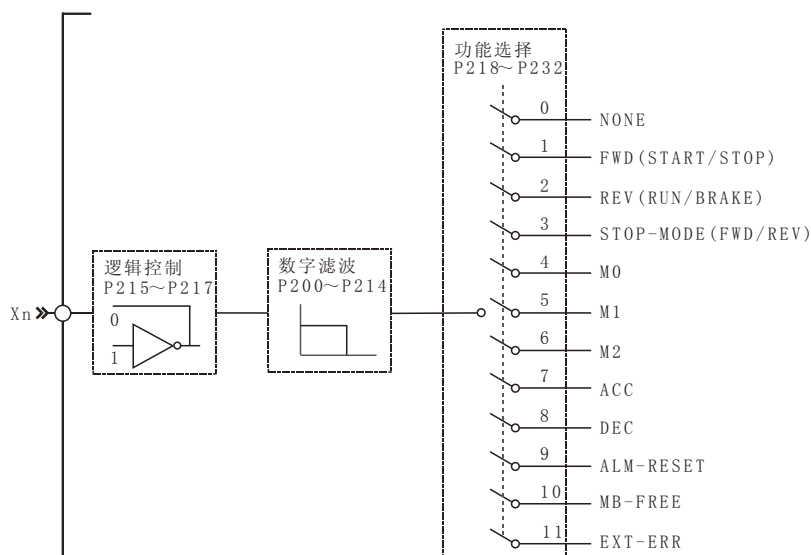 功能选择
P218～P232
0
NONE
1
FWD(START/STOP)
2
REV(RUN/BRAKE)
3
STOP-MODE(FWD/REV)
逻辑控制
P215～P217
数字滤波
P200～P214
4
M0
Xn
0
1
5
M1
6
M2
7
ACC
8
DEC
9
ALM-RESET
10
MB-FREE
11
EXT-ERR